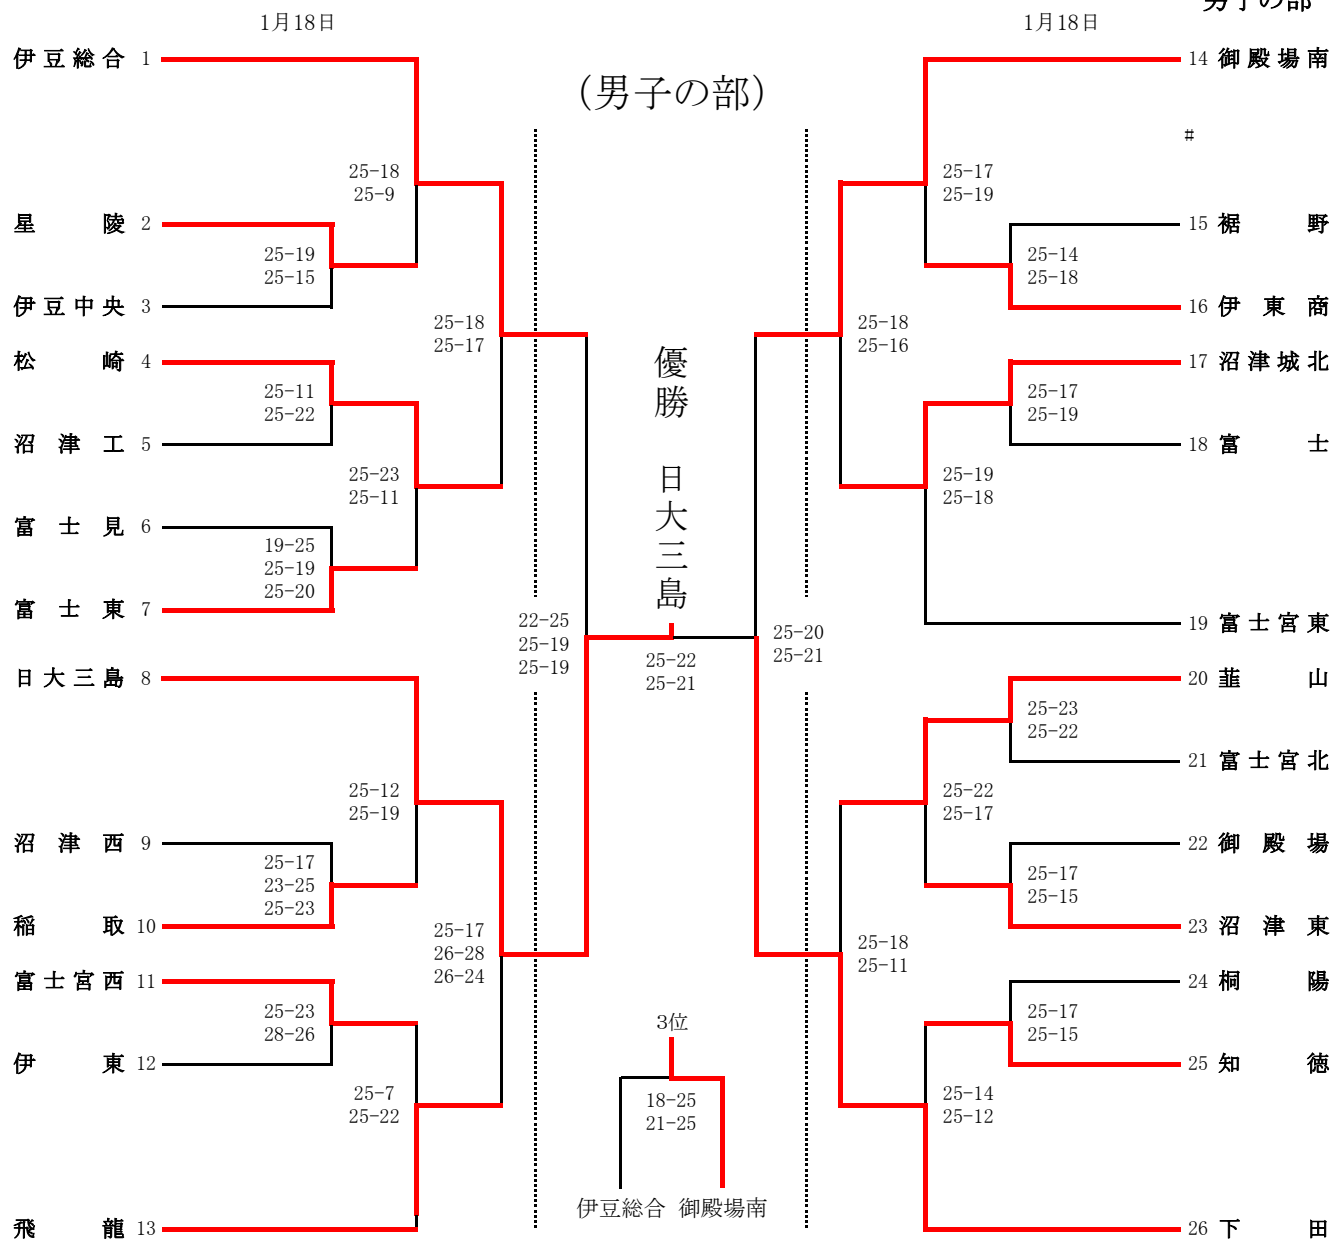 男子の部
1月18日
1月18日
(男子の部)
伊豆総合 1
25-18
25-9
星陵 2
25-19
25-15
伊豆中央 3
25-18
25-17
松崎 4
25-11
25-22
沼津工 5
25-23
25-11
富士見 6
19-25
25-19
25-20
富士東 7
22-25
25-19
25-19
日大三島 8
25-12
25-19
沼津西 9
25-17
23-25
25-23
稲取 10
25-17
26-28
26-24
富士宮西 11
25-23
28-26
伊東 12
25-7
25-22
飛龍 13
優勝 日大三島
25-22
25-21
3位
18-25
21-25
伊豆総合 御殿場南
14 御殿場南
#
25-17
25-19
15 裾野
25-14
25-18
16 伊東商
25-18
25-16
17 沼津城北
25-17
25-19
18 富士
25-19
25-18
19 富士宮東
25-20
25-21
20 韮山
25-23
25-22
21 富士宮北
25-22
25-17
22 御殿場
25-17
25-15
23 沼津東
25-18
25-11
24 桐陽
25-17
25-15
25 知徳
25-14
25-12
26 下田